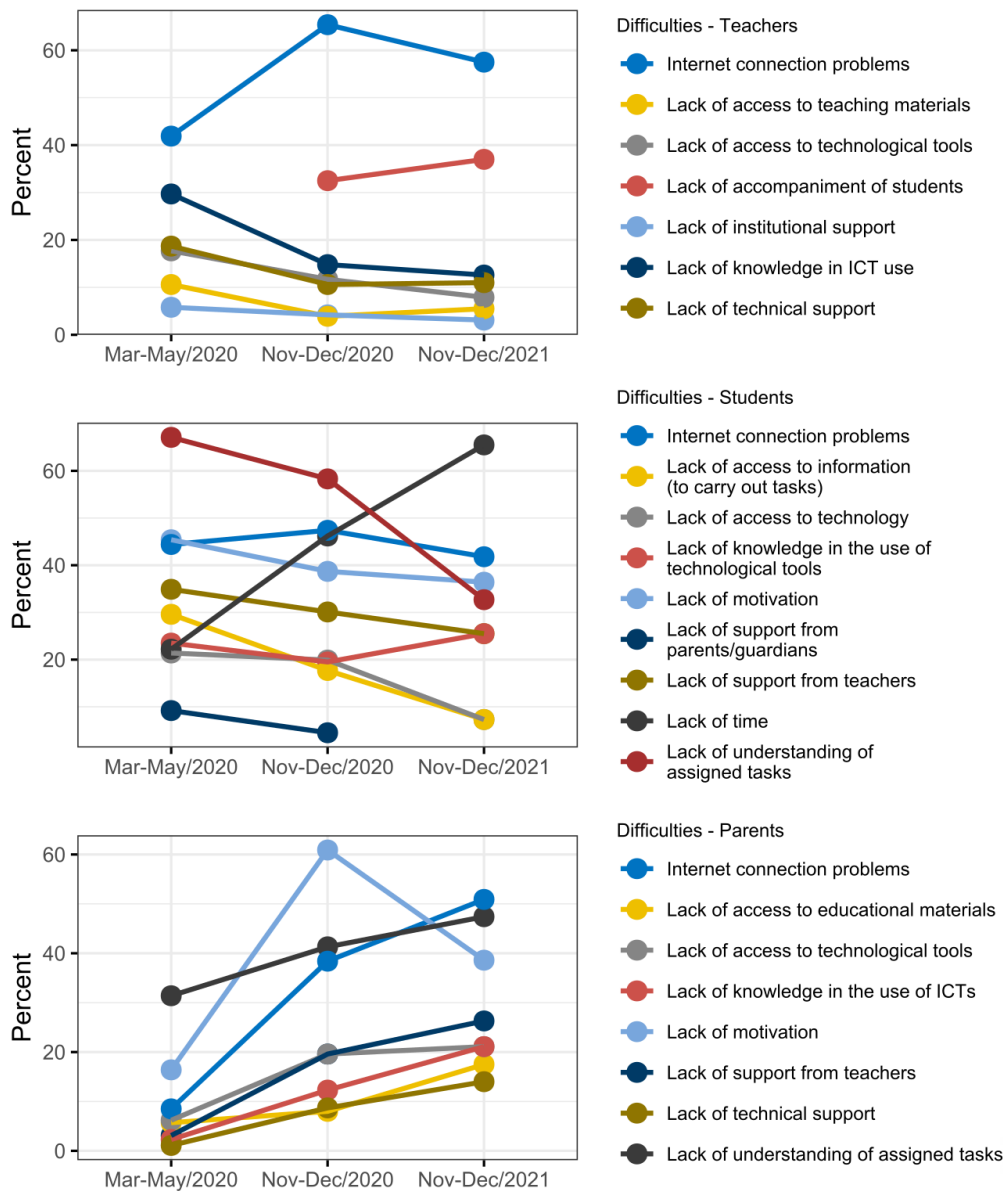 Difficulties - Teachers
Percent
60
40
20
0
Mar-May/2020 Nov-Dec/2020 Nov-Dec/2021
Internet connection problems
Lack of access to teaching materials
Lack of access to technological tools
Lack of accompaniment of students
Lack of institutional support
Lack of knowledge in ICT use
Lack of technical support
Difficulties - Students
Percent
60
40
20
Mar-May/2020 Nov-Dec/2020 Nov-Dec/2021
Internet connection problems
Lack of access to information
(to carry out tasks)
Lack of access to technology
Lack of knowledge in the use of
technological tools
Lack of motivation
Lack of support from
parents/guardians
Lack of support from teachers
Lack of time
Lack of understanding of
assigned tasks
Difficulties - Parents
Percent
60
40
20
0
Mar-May/2020 Nov-Dec/2020 Nov-Dec/2021
Internet connection problems
Lack of access to educational materials
Lack of access to technological tools
Lack of knowledge in the use of ICTs
Lack of motivation
Lack of support from teachers
Lack of technical support
Lack of understanding of assigned tasks